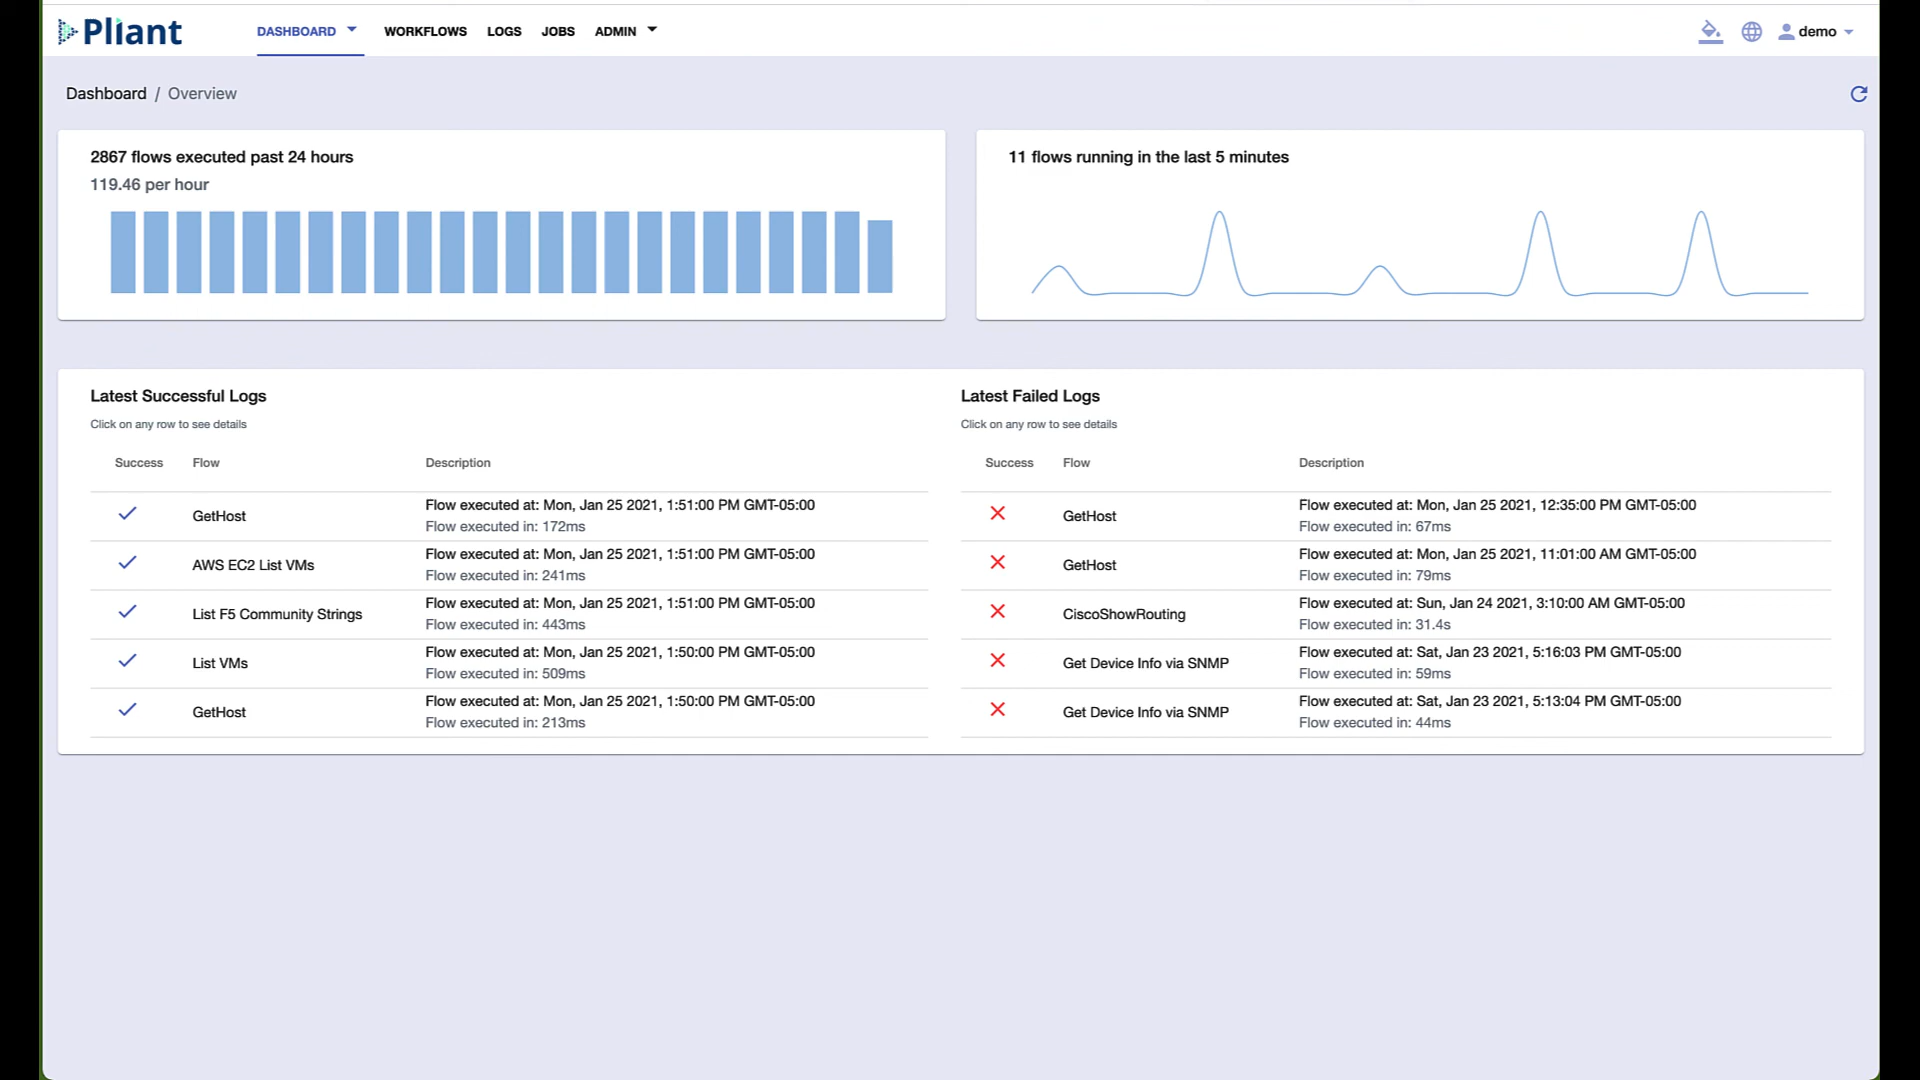 Pliant
DASHBOARD
WORKFLOWS
LOGS
JOBS
ADMIN
demo
Dashboard / Overview
2867 flows executed past 24 hours
119.46 per hour
11 flows running in the last 5 minutes
Latest Successful Logs
Click on any row to see details
Success Flow Description
GetHost
Flow executed at: Mon, Jan 25 2021, 1:51:00 PM GMT-05:00
Flow executed in: 172ms
AWS EC2 List VMs
Flow executed at: Mon, Jan 25 2021, 1:51:00 PM GMT-05:00
Flow executed in: 241ms
List F5 Community Strings
Flow executed at: Mon, Jan 25 2021, 1:51:00 PM GMT-05:00
Flow executed in: 443ms
List VMs
Flow executed at: Mon, Jan 25 2021, 1:50:00 PM GMT-05:00
Flow executed in: 509ms
GetHost
Flow executed at: Mon, Jan 25 2021, 1:50:00 PM GMT-05:00
Flow executed in: 213ms
Latest Failed Logs
Click on any row to see details
Success Flow Description
GetHost
Flow executed at: Mon, Jan 25 2021, 12:35:00 PM GMT-05:00
Flow executed in: 67ms
GetHost
Flow executed at: Mon, Jan 25 2021, 11:01:00 AM GMT-05:00
Flow executed in: 79ms
CiscoShowRouting
Flow executed at: Sun, Jan 24 2021, 3:10:00 AM GMT-05:00
Flow executed in: 31.4s
Get Device Info via SNMP
Flow executed at: Sat, Jan 23 2021, 5:16:03 PM GMT-05:00
Flow executed in: 59ms
Get Device Info via SNMP
Flow executed at: Sat, Jan 23 2021, 5:13:04 PM GMT-05:00
Flow executed in: 44ms